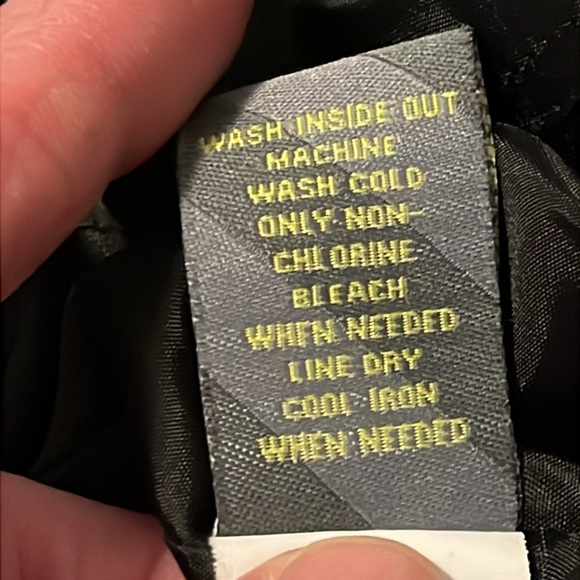 WASH INSIDE OUT
MACHINE
WASH COLD
ONLY NON-
CHLORINE
BLEACH
WHEN NEEDED
LINE DRY
COOL IRON
WHEN NEEDED